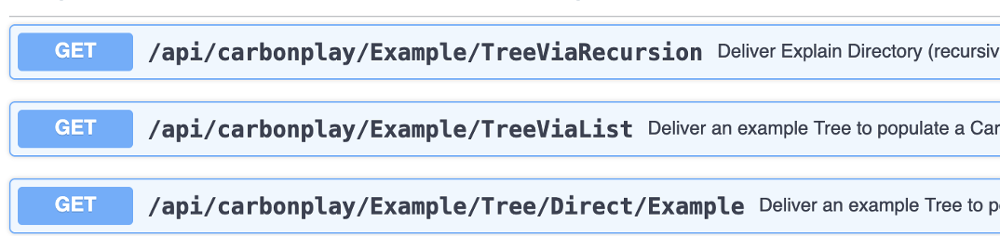 GET /api/carbonplay/Example/TreeViaRecursion Deliver Explain Directory (recursiv
GET /api/carbonplay/Example/TreeViaList Deliver an example Tree to populate a Car
GET /api/carbonplay/Example/Tree/Direct/Example Deliver an example Tree to p